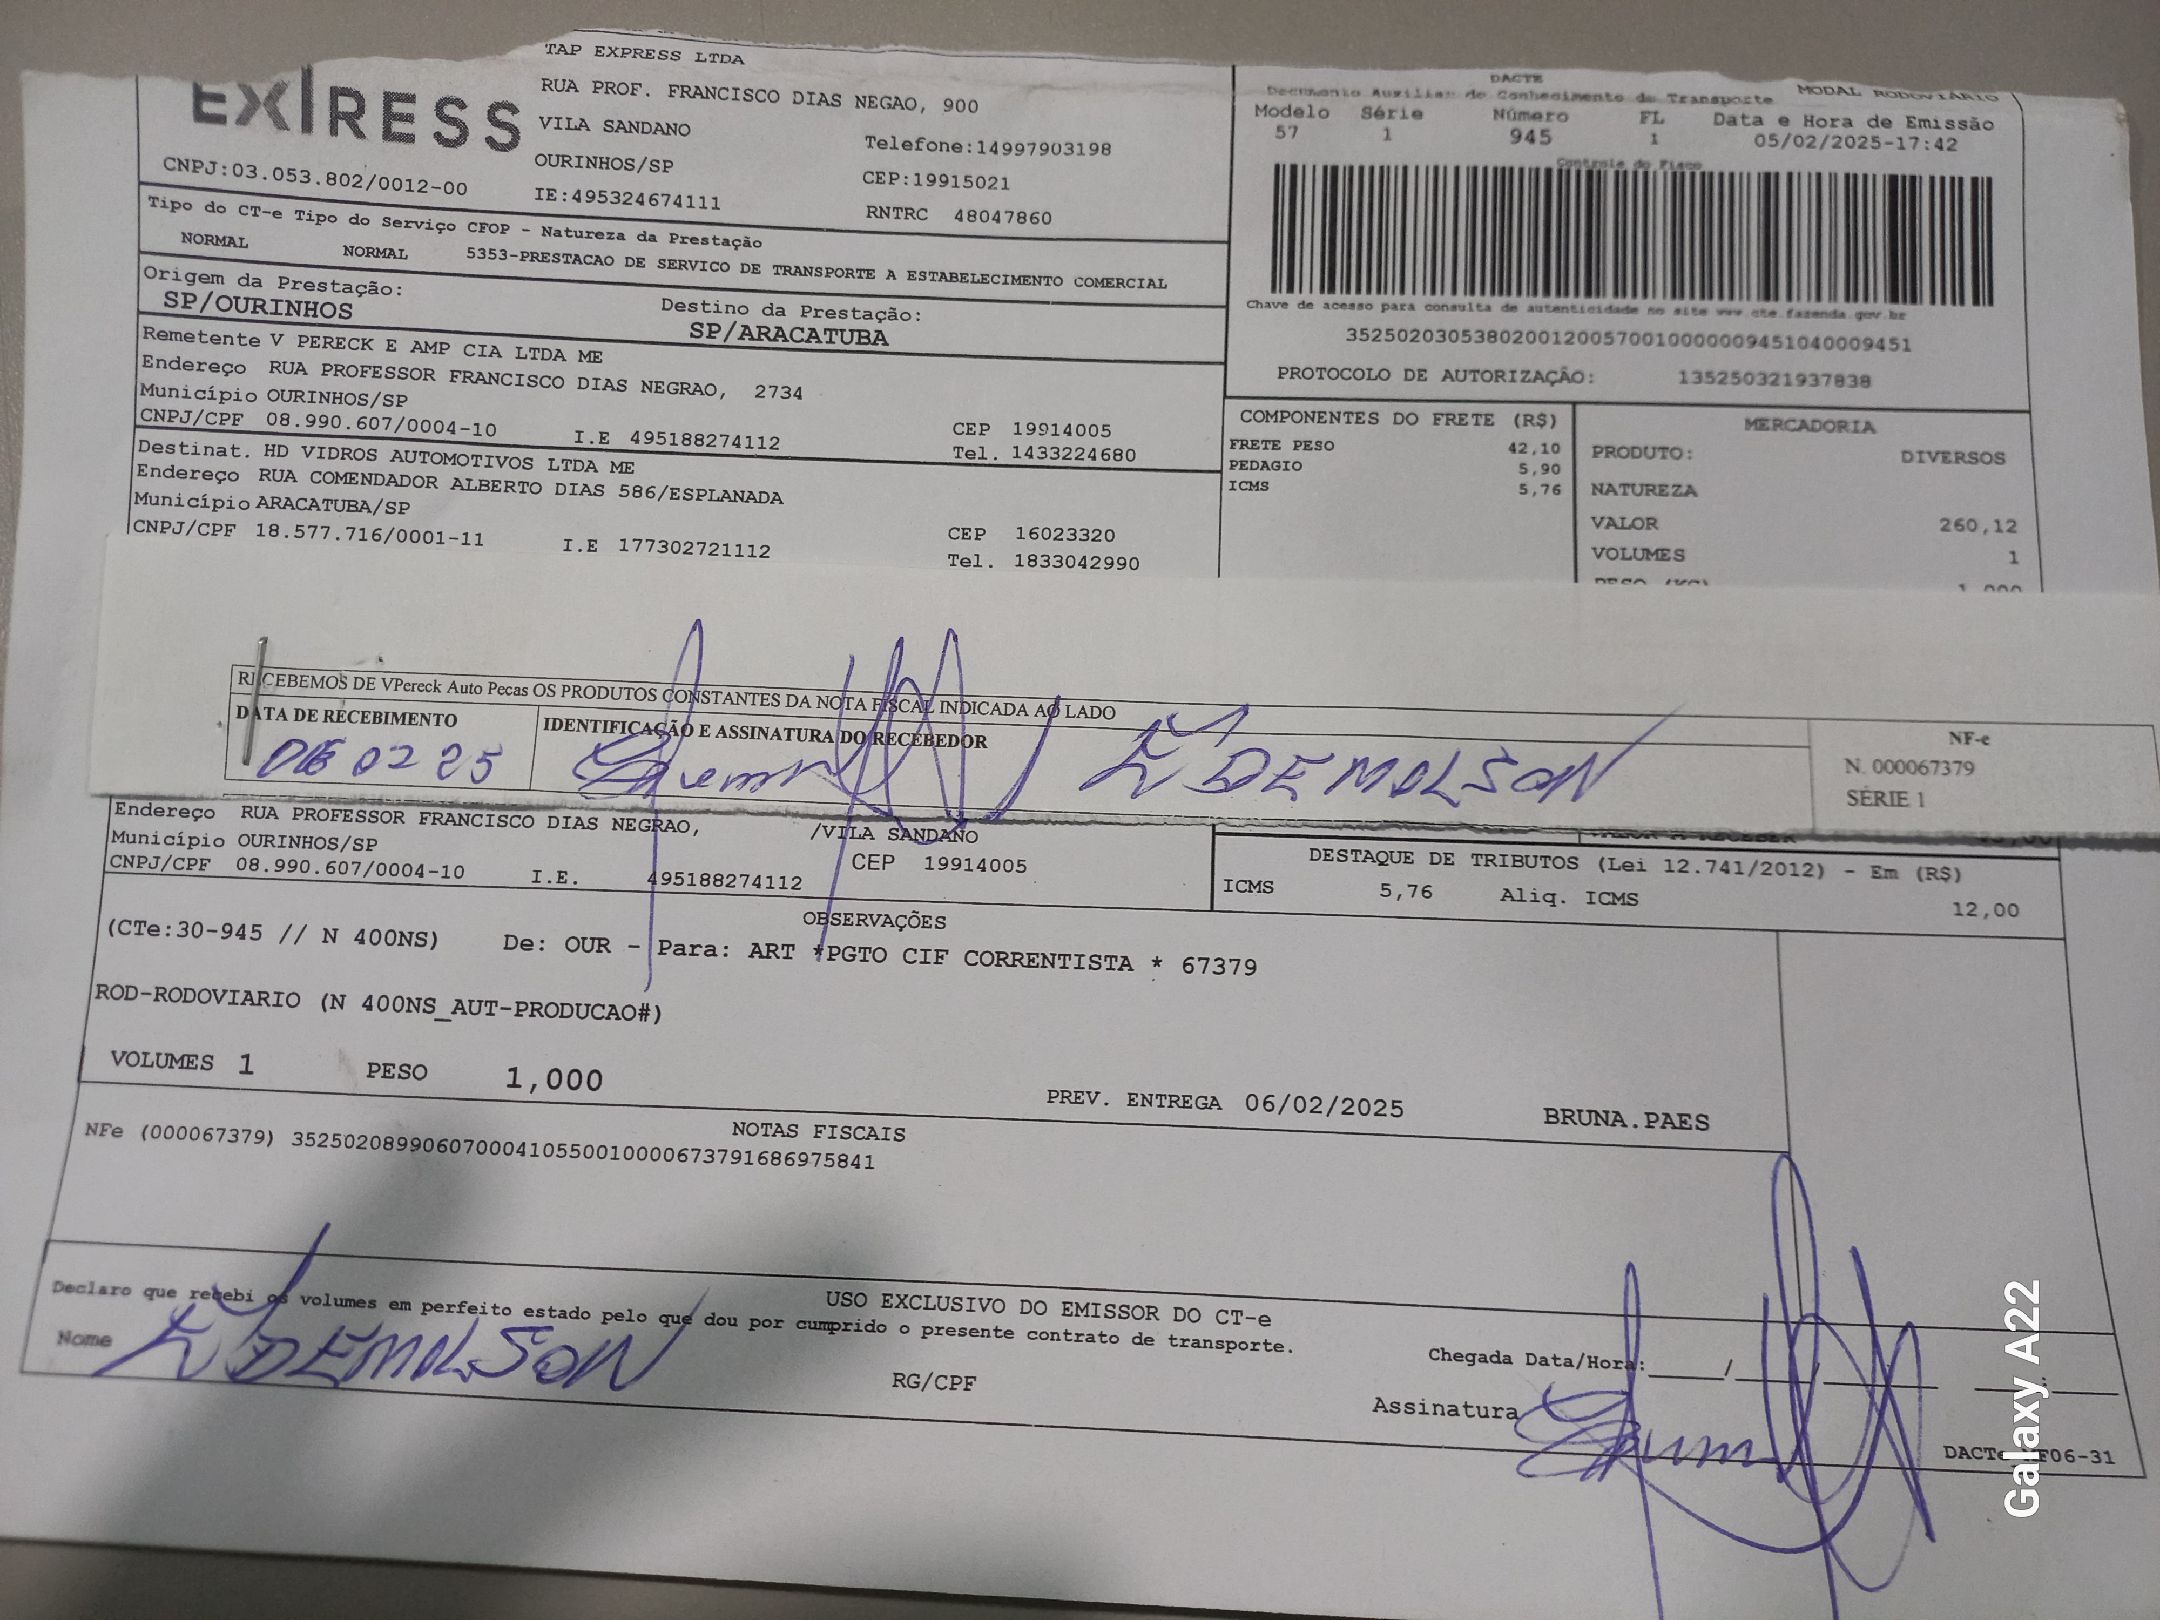 EXPRESS
TAP EXPRESS LTDA
RUA PROF. FRANCISCO DIAS NEGAO, 900
VILA SANDANO
Telefone:14997903198
OURINHOS/SP
CEP:19915021
CNPJ:03.053.802/0012-00
IE:495324674111
RNTRC 48047860
Tipo do CT-e Tipo do Serviço CFOP - Natureza da Prestação
NORMAL NORMAL 5353-PRESTACAO DE SERVICO DE TRANSPORTE A ESTABELECIMENTO COMERCIAL
Origem da Prestação:
SP/OURINHOS
Destino da Prestação:
SP/ARACATUBA
Remetente V PERECK E AMP CIA LTDA ME
Endereço RUA PROFESSOR FRANCISCO DIAS NEGRAO, 2734
Município OURINHOS/SP
CEP 19914005
CNPJ/CPF 08.990.607/0004-10 I.E 495188274112
Tel. 1433224680
Destinat. HD VIDROS AUTOMOTIVOS LTDA ME
Endereço RUA COMENDADOR ALBERTO DIAS 586/ESPLANADA
Município ARACATUBA/SP
CEP 16023320
CNPJ/CPF 18.577.716/0001-11 I.E 177302721112
Tel. 1833042990
DACTE
Documento Auxiliar do Conhecimento de Transporte
MODAL RODOVIÁRIO
Modelo Série Número FL Data e Hora de Emissão
57 1 945 1 05/02/2025-17:42
Controle do Fisco
Chave de acesso para consulta de autenticidade no site www.cte.fazenda.gov.br
35250203053802001200570010000009451040009451
PROTOCOLO DE AUTORIZAÇÃO: 135250321937838
COMPONENTES DO FRETE (R$)
FRETE PESO 42,10
PEDAGIO 5,90
ICMS 5,76
MERCADORIA
PRODUTO: DIVERSOS
NATUREZA
VALOR 260,12
VOLUMES 1
PESO (KG) 1,000
RECEBEMOS DE VPereck Auto Pecas OS PRODUTOS CONSTANTES DA NOTA FISCAL INDICADA AO LADO
DATA DE RECEBIMENTO
06 02 25
IDENTIFICAÇÃO E ASSINATURA DO RECEBEDOR
DEMILSON
NF-e
N. 000067379
SÉRIE 1
Endereço RUA PROFESSOR FRANCISCO DIAS NEGRAO, /VILA SANDANO
Município OURINHOS/SP
CEP 19914005
CNPJ/CPF 08.990.607/0004-10 I.E. 495188274112
DESTAQUE DE TRIBUTOS (Lei 12.741/2012) - Em (R$)
ICMS 5,76 Aliq. ICMS 12,00
OBSERVAÇÕES
(CTe:30-945 // N 400NS) De: OUR - Para: ART *PGTO CIF CORRENTISTA * 67379
ROD-RODOVIARIO (N 400NS_AUT-PRODUCAO#)
VOLUMES 1 PESO 1,000
PREV. ENTREGA 06/02/2025 BRUNA.PAES
NOTAS FISCAIS
NFe (000067379) 35250208990607000410550010000673791686975841
USO EXCLUSIVO DO EMISSOR DO CT-e
Declaro que recebi os volumes em perfeito estado pelo que dou por cumprido o presente contrato de transporte.
Nome DEMILSON
RG/CPF
Chegada Data/Hora:
Assinatura
DACTe F06-31
Galaxy A22